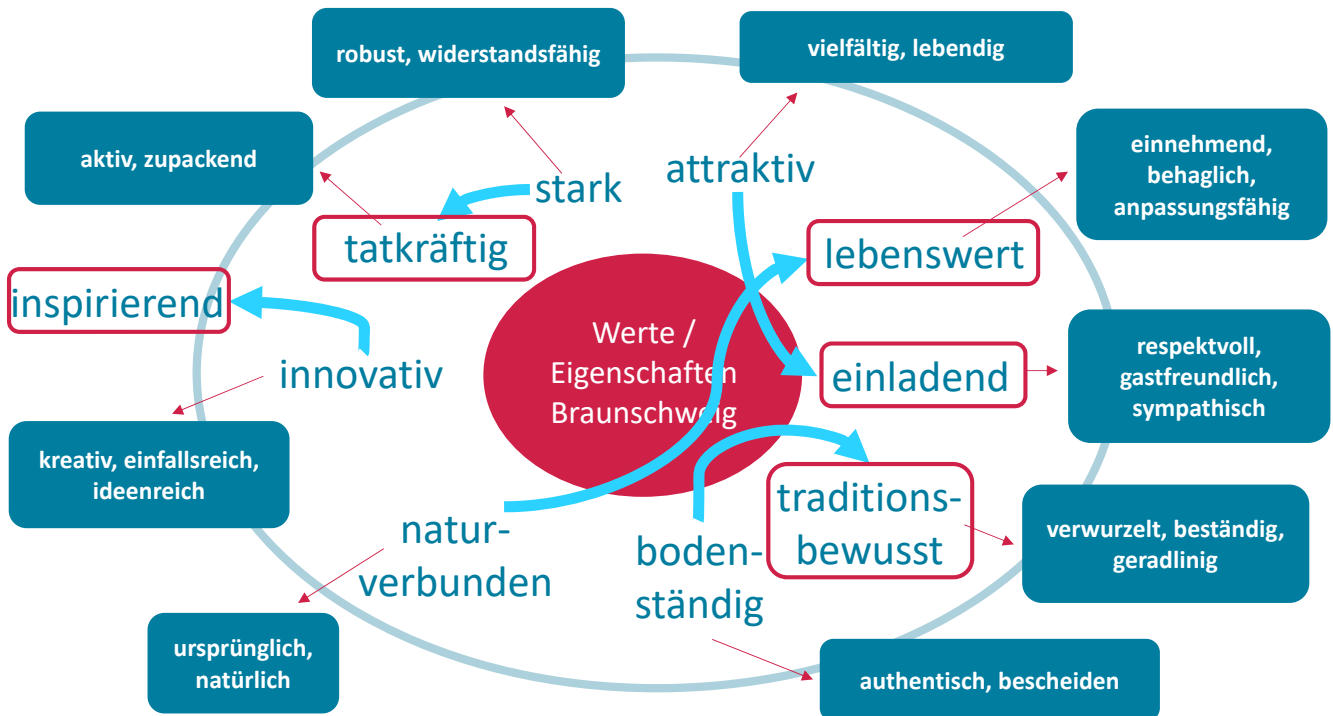 robust, widerstandsfähig
vielfältig, lebendig
aktiv, zupackend
einnehmend,
behaglich,
anpassungsfähig
stark
attraktiv
tatkräftig
lebenswert
inspirierend
Werte /
Eigenschaften
Braunschweig
innovativ
einladend
respektvoll,
gastfreundlich,
sympathisch
kreativ, einfallsreich,
ideenreich
natur-
verbunden
boden-
ständig
traditions-
bewusst
verwurzelt, beständig,
geradlinig
ursprünglich,
natürlich
authentisch, bescheiden